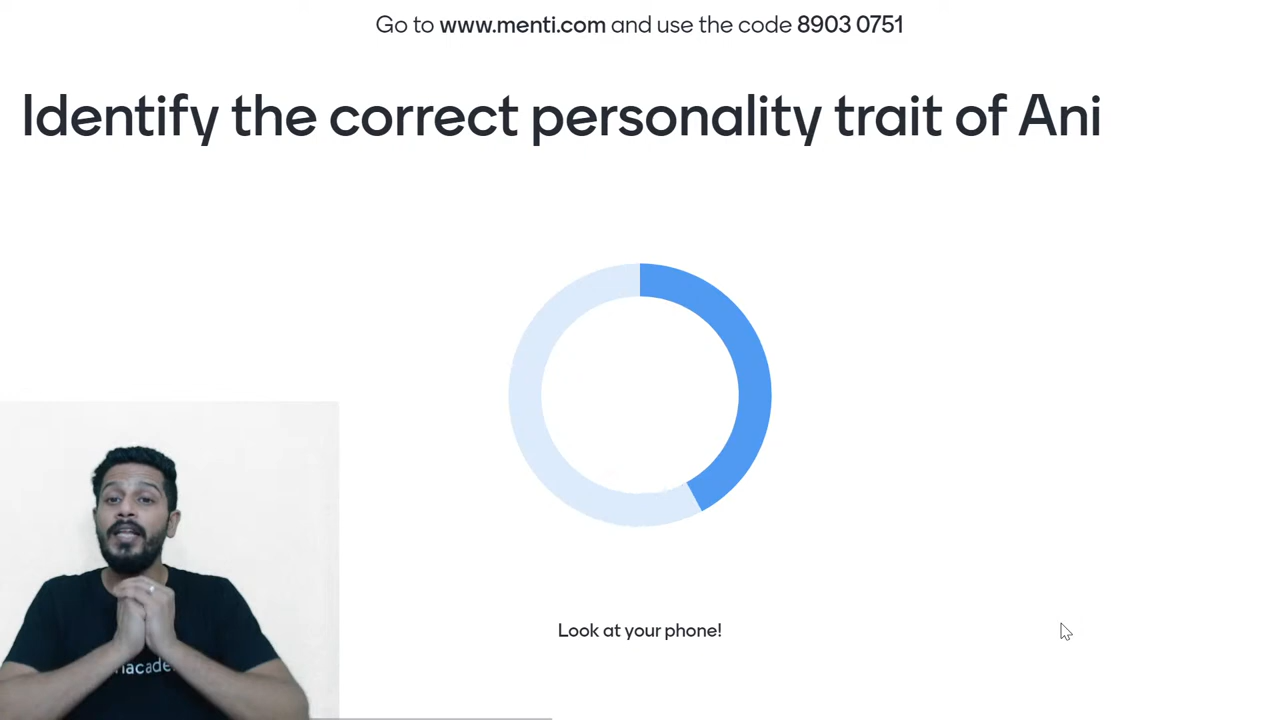 Go to www.menti.com and use the code 8903 0751
Identify the correct personality trait of Ani
Look at your phone!